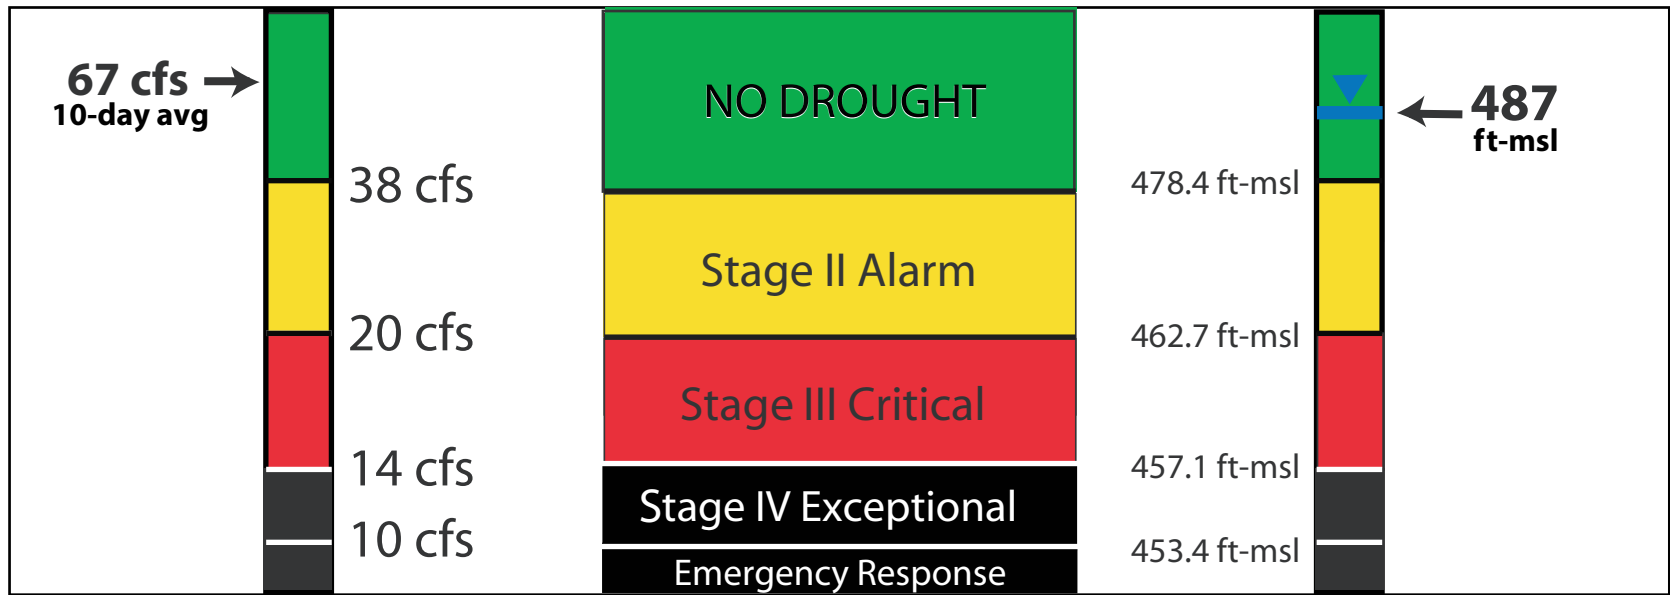 67 cfs
10-day avg
38 cfs
20 cfs
14 cfs
10 cfs
NO DROUGHT
Stage II Alarm
Stage III Critical
Stage IV Exceptional
Emergency Response
478.4 ft-msl
462.7 ft-msl
457.1 ft-msl
453.4 ft-msl
487
ft-msl